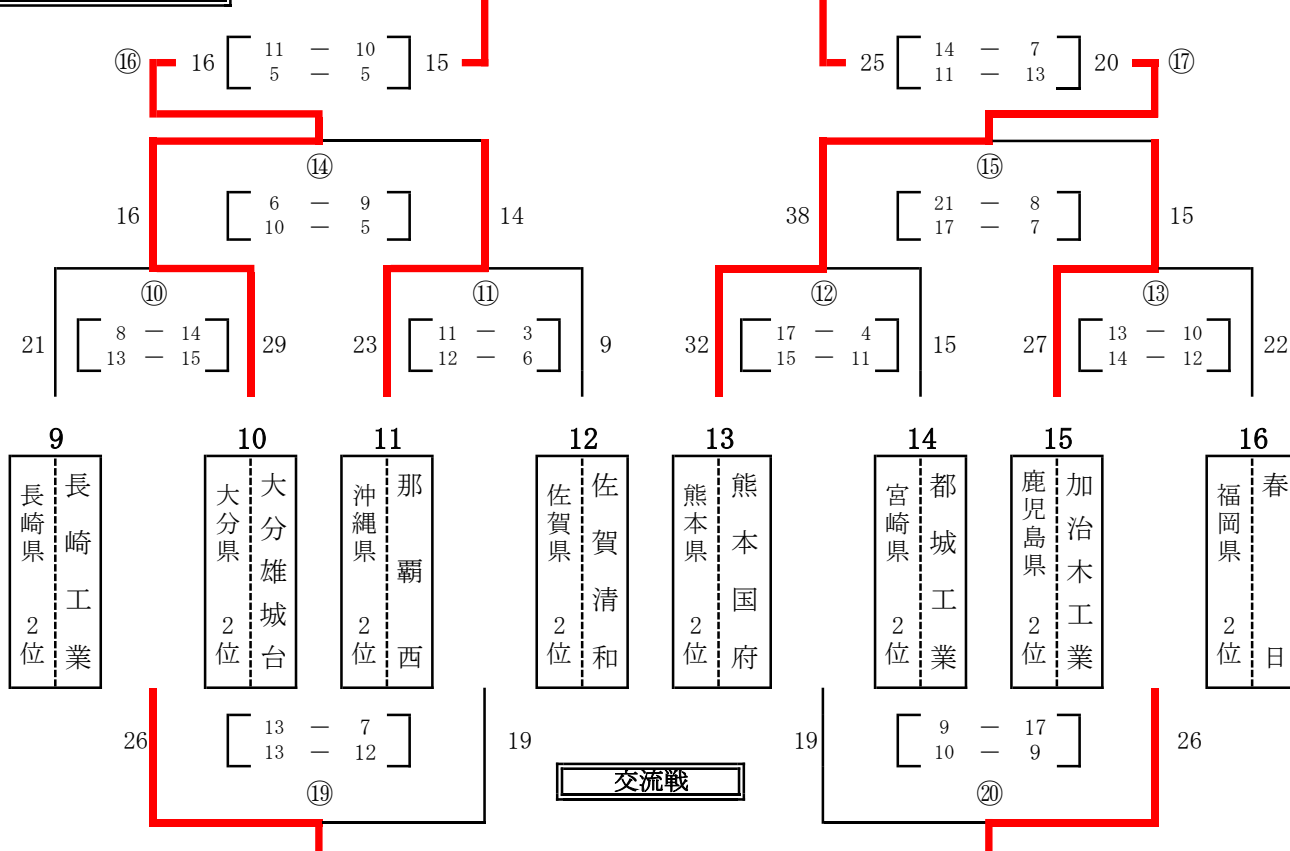 ⑯ 16 11 － 10 15
5 － 5
25 14 － 7 20 ⑰
11 － 13
⑭
16 6 － 9 14
10 － 5
⑮
38 21 － 8 15
17 － 7
⑩
21 8 － 14 29
13 － 15
⑪
23 11 － 3 9
12 － 6
⑫
32 17 － 4 15
15 － 11
⑬
27 13 － 10 22
14 － 12
9
長崎工業
長崎県 2位
10
大分雄城台
大分県 2位
11
那覇西
沖縄県 2位
12
佐賀清和
佐賀県 2位
13
熊本国府
熊本県 2位
14
都城工業
宮崎県 2位
15
加治木工業
鹿児島県 2位
16
春日
福岡県 2位
26 13 － 7 19
13 － 12
⑲
交流戦
19 9 － 17 26
10 － 9
⑳